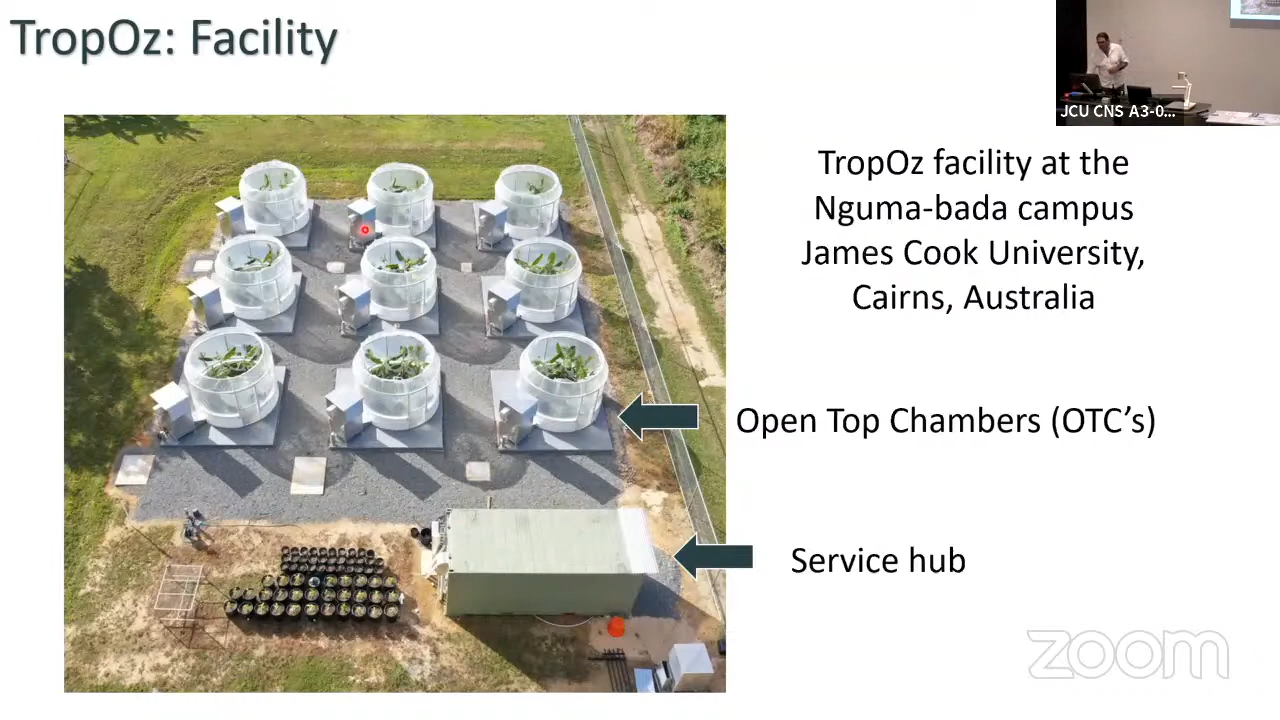 TropOz: Facility
JCU CNS A3-0...
TropOz facility at the
Nguma-bada campus
James Cook University,
Cairns, Australia
Open Top Chambers (OTC's)
Service hub
zoom